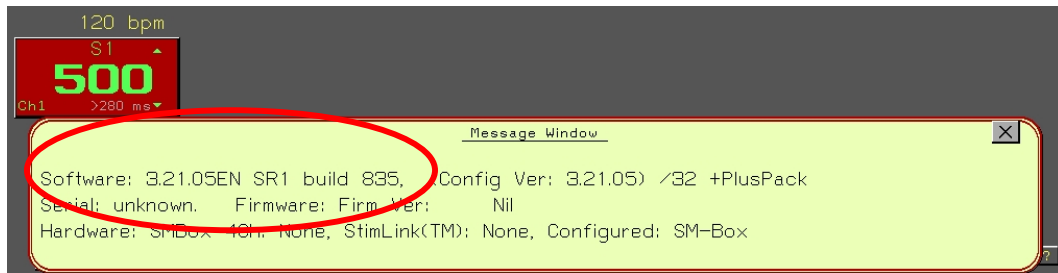 120 bpm
S1
500
Ch1 >280 ms
Message Window
Software: 3.21.05EN SR1 build 835, (Config Ver: 3.21.05) /32 +PlusPack
Serial: unknown. Firmware: Firm Ver: Nil
Hardware: SMBox None, StimLink(TM): None, Configured: SM-Box
?